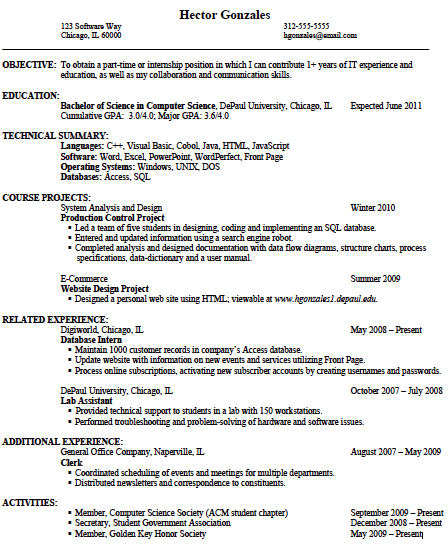 Hector Gonzales
123 Software Way 312-555-5555
Chicago, IL 60000 hgonzales@email.com
OBJECTIVE: To obtain a part-time or internship position in which I can contribute 1+ years of IT experience and
education, as well as my collaboration and communication skills.
EDUCATION:
Bachelor of Science in Computer Science, DePaul University, Chicago, IL Expected June 2011
Cumulative GPA: 3.0/4.0; Major GPA: 3.6/4.0
TECHNICAL SUMMARY:
Languages: C++, Visual Basic, Cobol, Java, HTML, JavaScript
Software: Word, Excel, PowerPoint, WordPerfect, Front Page
Operating Systems: Windows, UNIX, DOS
Databases: Access, SQL
COURSE PROJECTS:
System Analysis and Design Winter 2010
Production Control Project
▪ Led a team of five students in designing, coding and implementing an SQL database.
▪ Entered and updated information using a search engine robot.
▪ Completed analysis and designed documentation with data flow diagrams, structure charts, process
specifications, data-dictionary and a user manual.
E-Commerce Summer 2009
Website Design Project
▪ Designed a personal web site using HTML; viewable at www.hgonzales1.depaul.edu.
RELATED EXPERIENCE:
Digiworld, Chicago, IL May 2008 – Present
Database Intern
▪ Maintain 1000 customer records in company's Access database.
▪ Update website with information on new events and services utilizing Front Page.
▪ Process online subscriptions, activating new subscriber accounts by creating usernames and passwords.
DePaul University, Chicago, IL October 2007 – July 2008
Lab Assistant
▪ Provided technical support to students in a lab with 150 workstations.
▪ Performed troubleshooting and problem-solving of hardware and software issues.
ADDITIONAL EXPERIENCE:
General Office Company, Naperville, IL August 2007 – May 2009
Clerk
▪ Coordinated scheduling of events and meetings for multiple departments.
▪ Distributed newsletters and correspondence to constituents.
ACTIVITIES:
▪ Member, Computer Science Society (ACM student chapter) September 2009 – Present
▪ Secretary, Student Government Association December 2008 – Present
▪ Member, Golden Key Honor Society May 2009 – Present